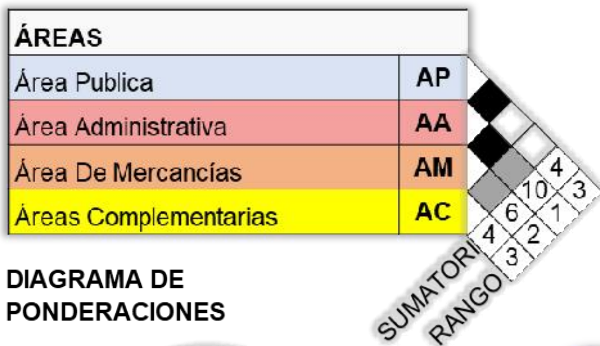 ÁREAS
Área Publica AP
Área Administrativa AA
Área De Mercancías AM
Áreas Complementarias AC
4 3
10 1
6 2
4 3
SUMATORI
RANGO
DIAGRAMA DE
PONDERACIONES